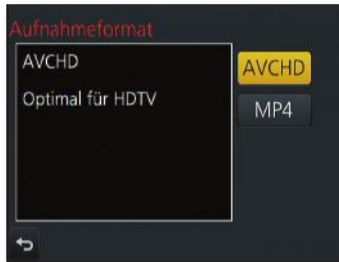 Aufnahmeformat
AVCHD
Optimal für HDTV
AVCHD
MP4